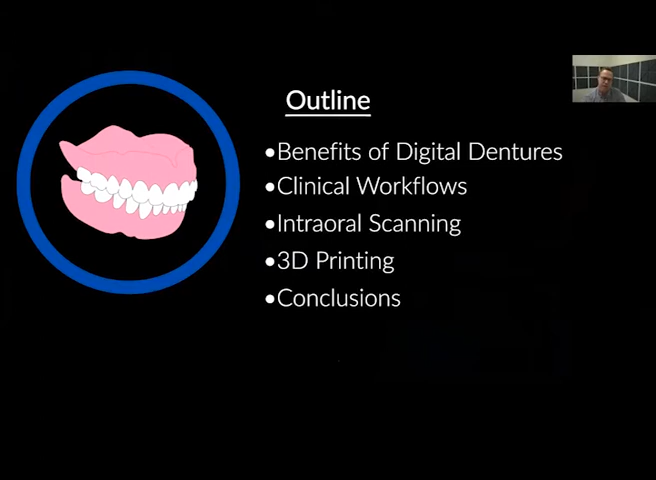 Outline
•Benefits of Digital Dentures
•Clinical Workflows
•Intraoral Scanning
•3D Printing
•Conclusions